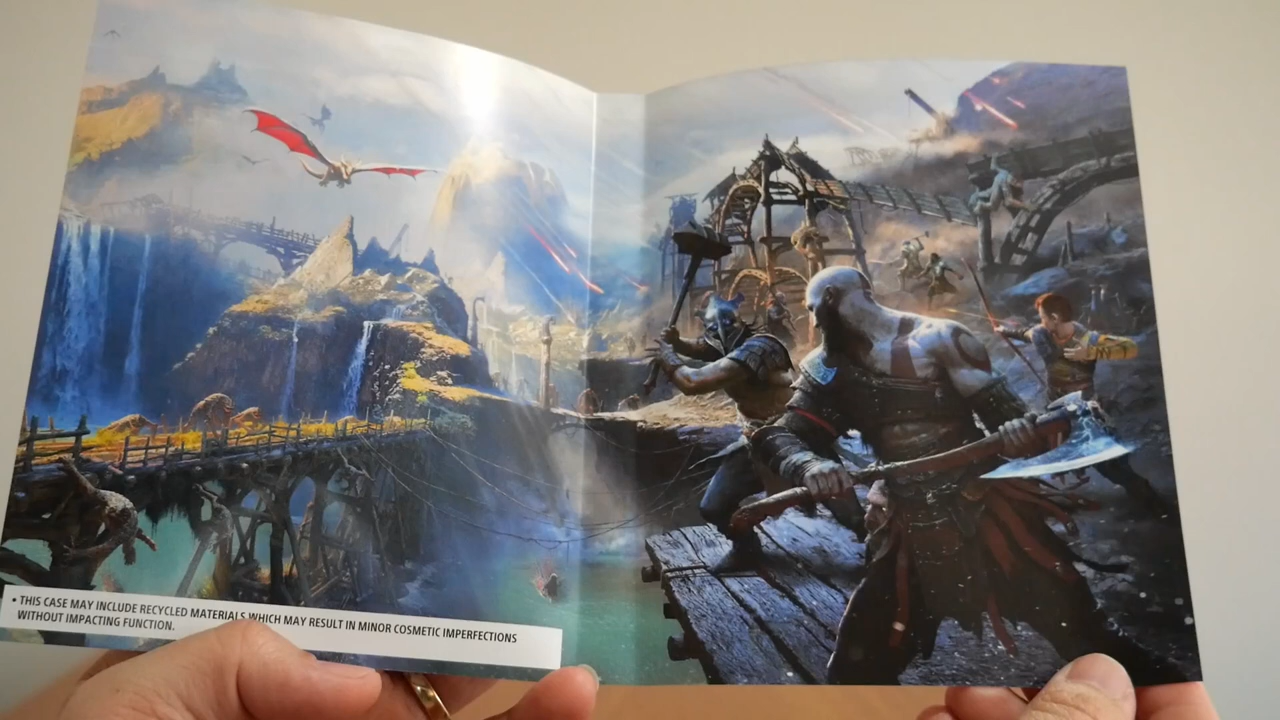 • THIS CASE MAY INCLUDE RECYCLED MATERIALS WHICH MAY RESULT IN MINOR COSMETIC IMPERFECTIONS
WITHOUT IMPACTING FUNCTION.